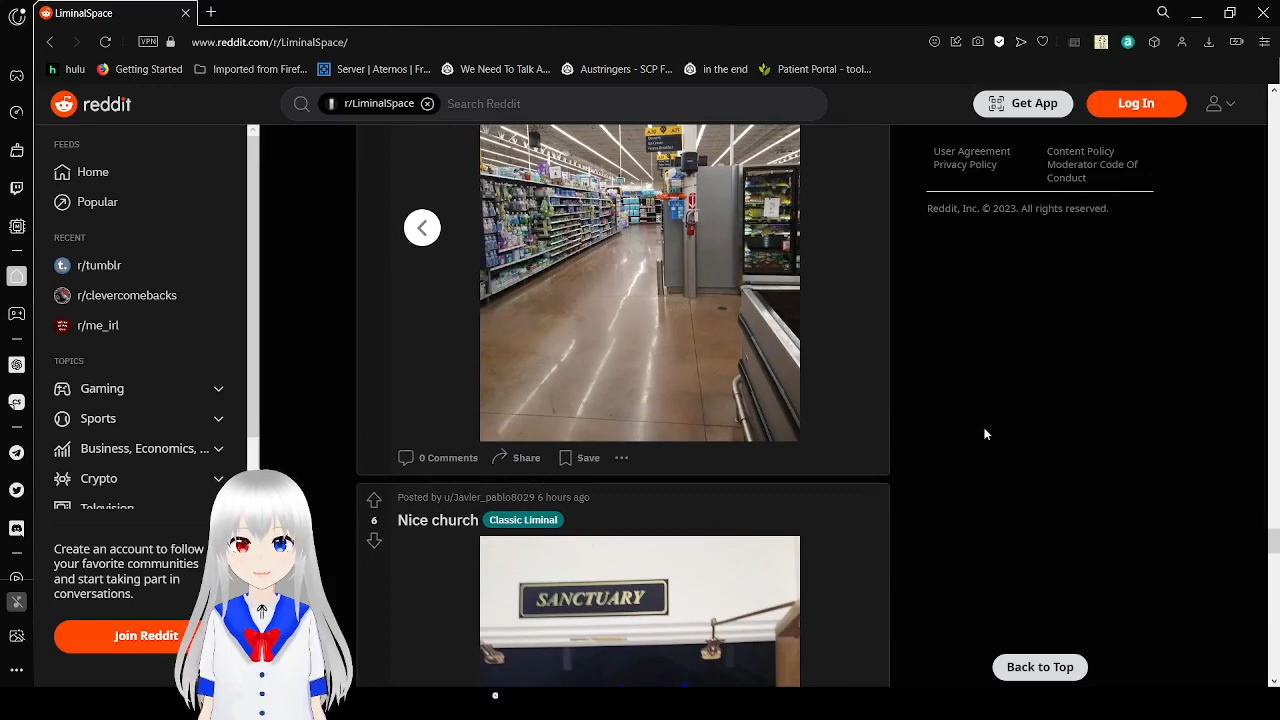 LiminalSpace
www.reddit.com/r/LiminalSpace/
VPN
hulu
Getting Started
Imported from Firef...
Server | Aternos | Fr...
We Need To Talk A...
Austringers - SCP F...
in the end
Patient Portal - tool...
reddit
r/LiminalSpace
Search Reddit
Get App
Log In
FEEDS
Home
Popular
RECENT
r/tumblr
r/clevercomebacks
r/me_irl
TOPICS
Gaming
Sports
Business, Economics, ...
Crypto
Television
Create an account to follow
your favorite communities
and start taking part in
conversations.
Join Reddit
A20 A21
0 Comments
Share
Save
Posted by u/Javler_pablo8029 6 hours ago
6
Nice church
Classic Liminal
SANCTUARY
User Agreement
Privacy Policy
Content Policy
Moderator Code Of
Conduct
Reddit, Inc. © 2023. All rights reserved.
Back to Top